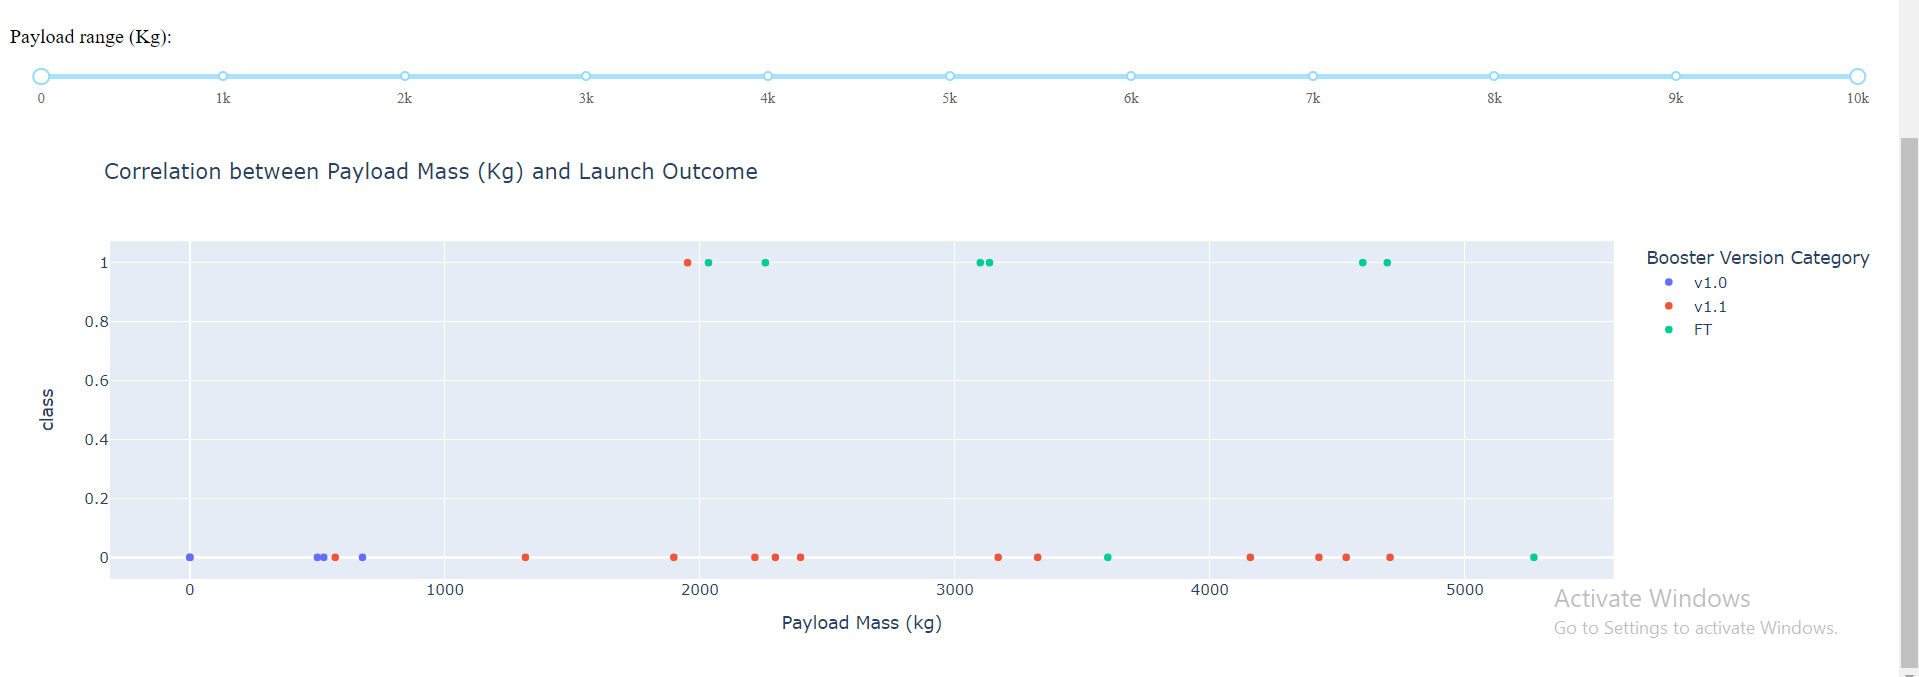 Payload range (Kg):
0 1k 2k 3k 4k 5k 6k 7k 8k 9k 10k
Correlation between Payload Mass (Kg) and Launch Outcome
Booster Version Category
v1.0
v1.1
FT
1
0.8
0.6
0.4
0.2
0
class
0 1000 2000 3000 4000 5000
Payload Mass (kg)
Activate Windows
Go to Settings to activate Windows.